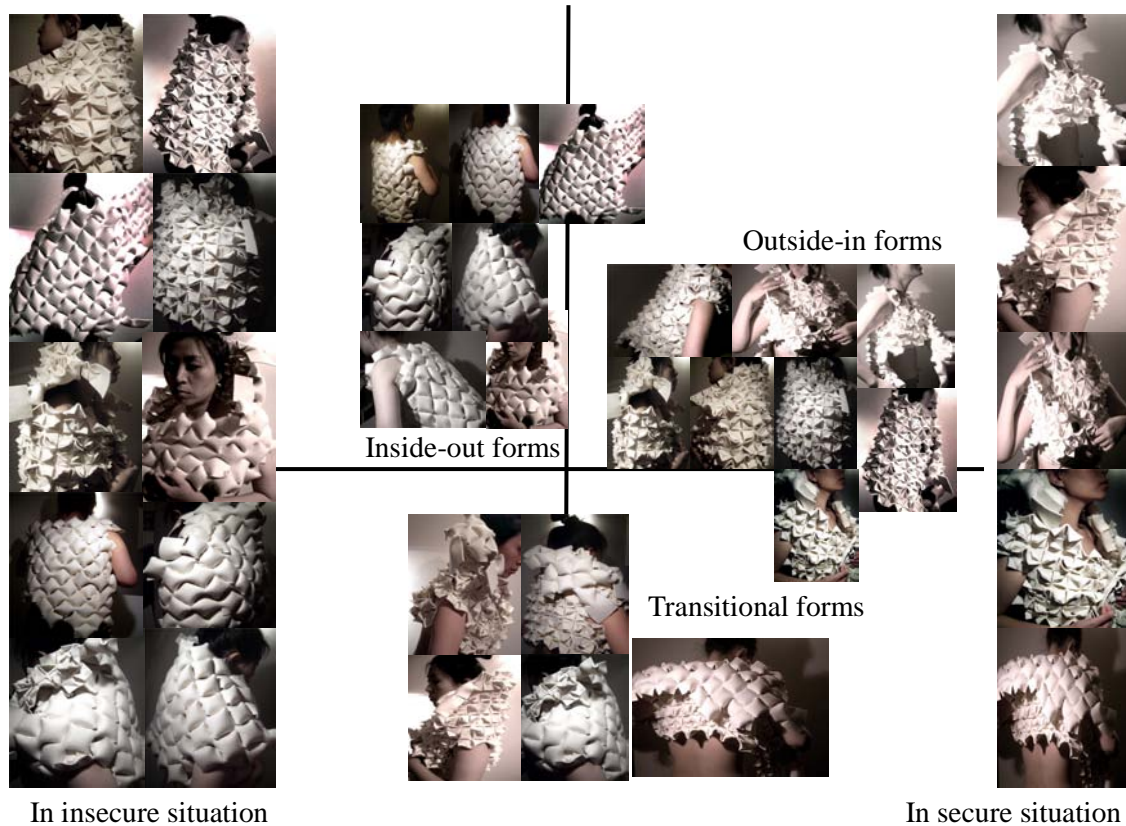 Outside-in forms
Inside-out forms
Transitional forms
In insecure situation
In secure situation